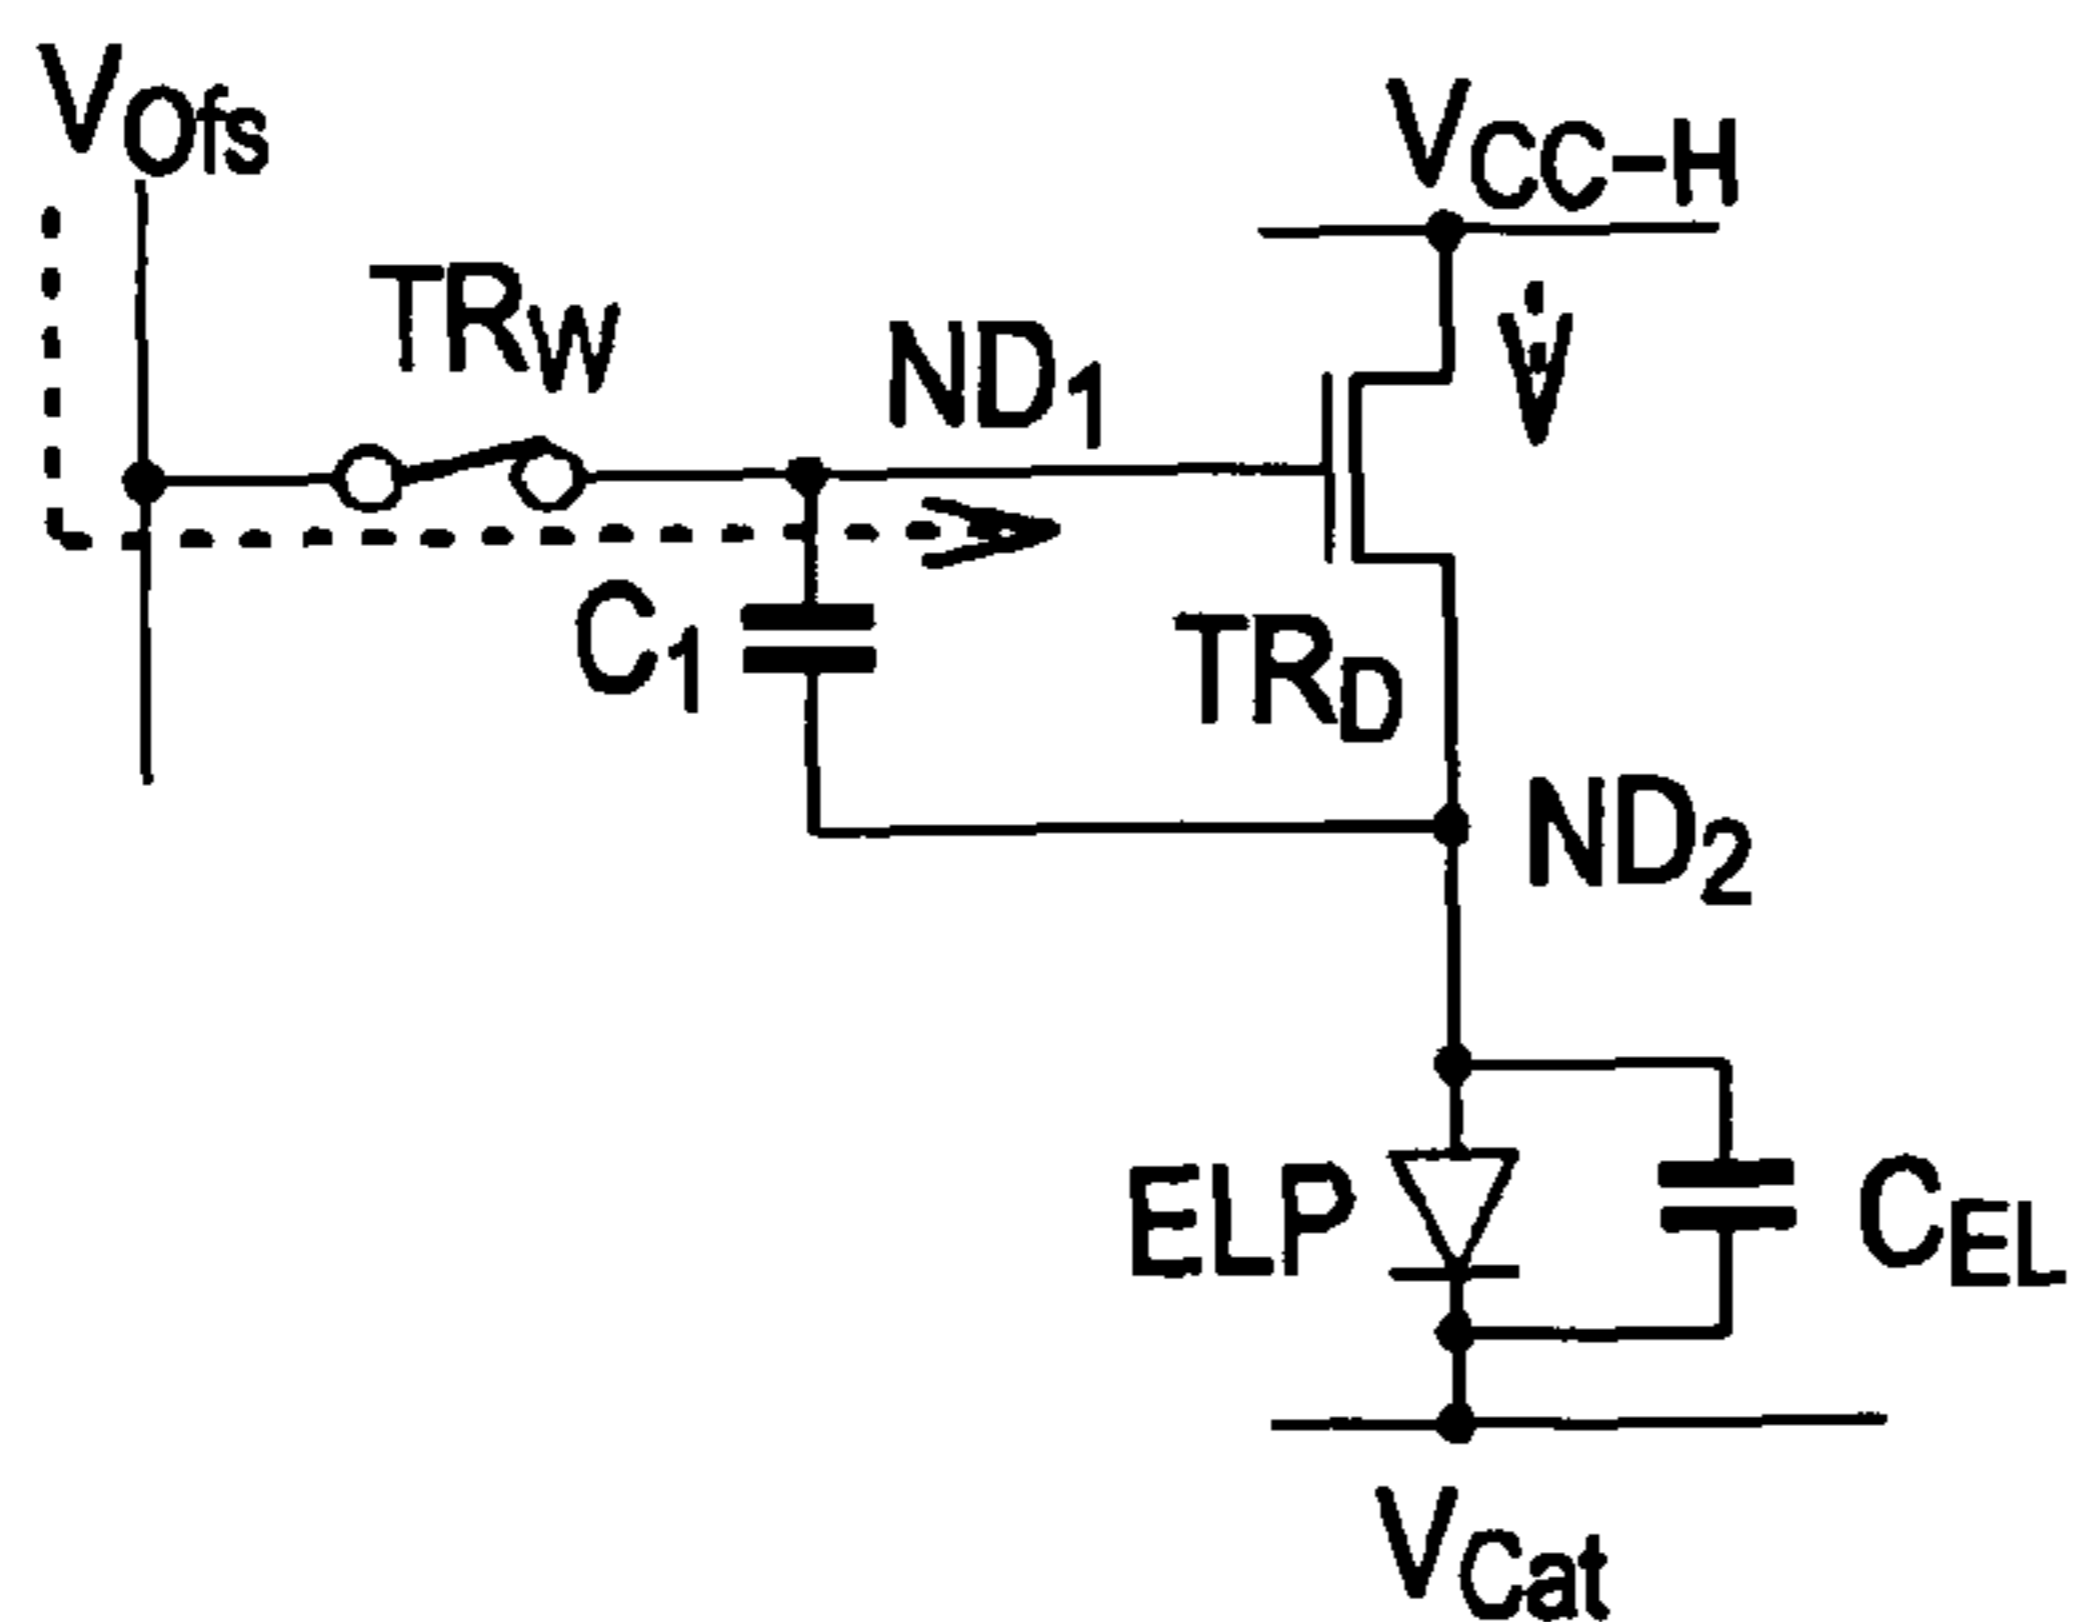 VOfs
VCC-H
TRW
ND1
C1
TRD
ND2
ELP
CEL
VCat